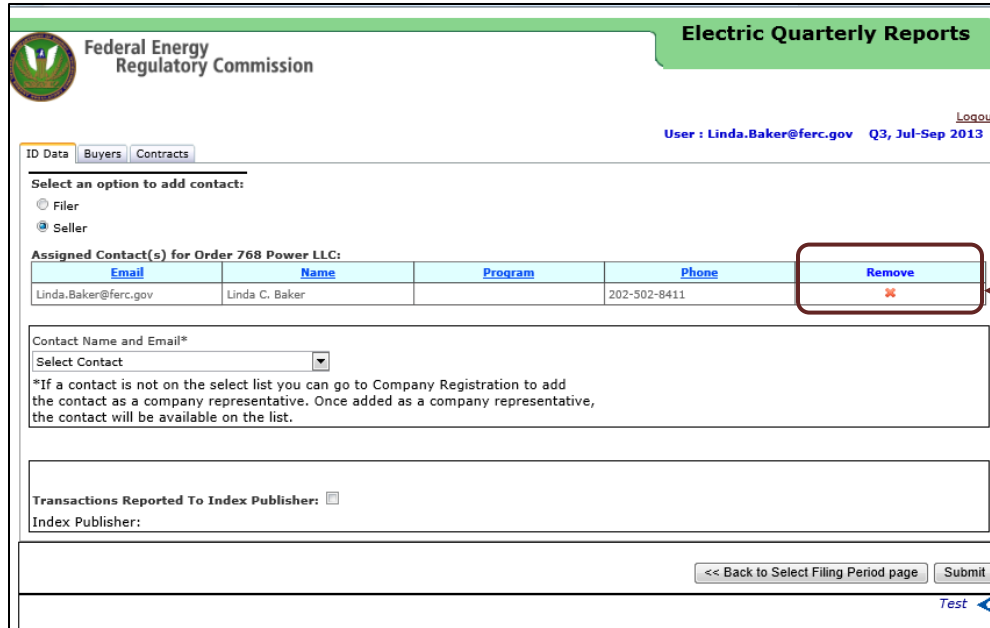 Federal Energy
Regulatory Commission
Electric Quarterly Reports
Logou
User : Linda.Baker@ferc.gov Q3, Jul-Sep 2013
ID Data Buyers Contracts
Select an option to add contact:
Filer
Seller
Assigned Contact(s) for Order 768 Power LLC:
Email Name Program Phone Remove
Linda.Baker@ferc.gov Linda C. Baker 202-502-8411
Contact Name and Email*
Select Contact
*If a contact is not on the select list you can go to Company Registration to add
the contact as a company representative. Once added as a company representative,
the contact will be available on the list.
Transactions Reported To Index Publisher:
Index Publisher:
<< Back to Select Filing Period page Submit
Test